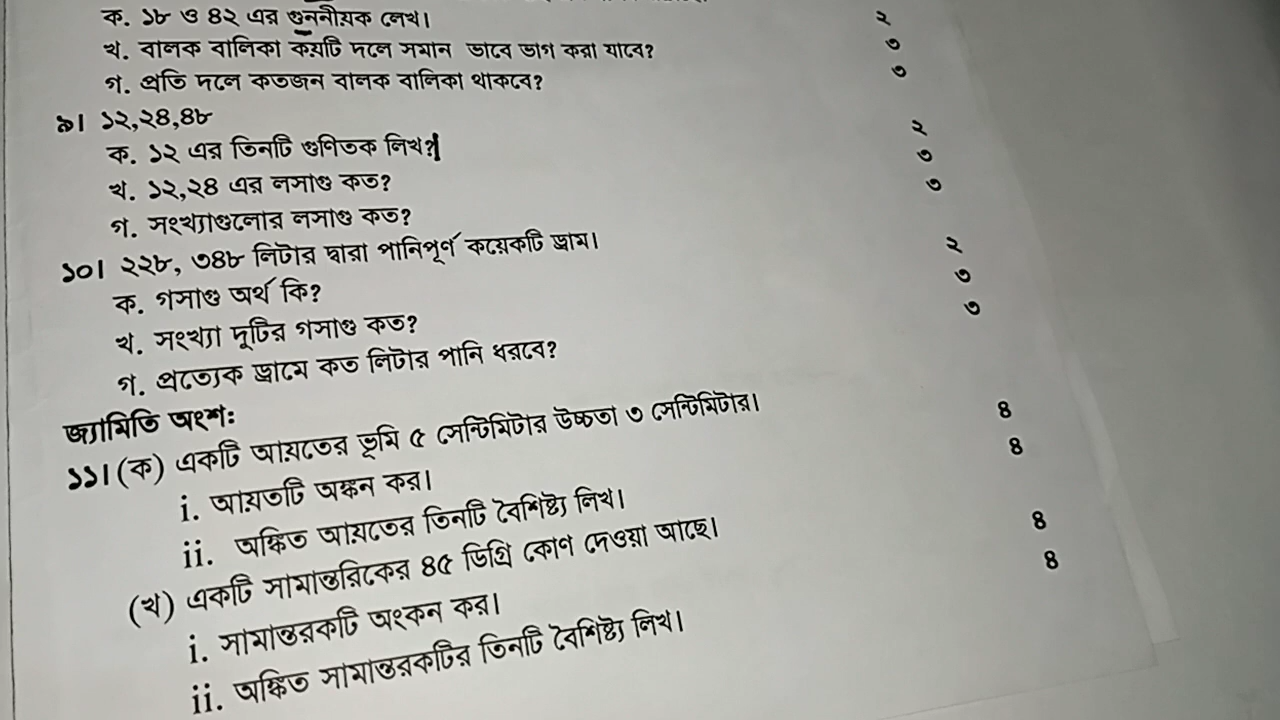 ক. ১৮ ও ৪২ এর গুননীয়ক লেখ। ২
খ. বালক বালিকা কয়টি দলে সমান ভাবে ভাগ করা যাবে? ৩
গ. প্রতি দলে কতজন বালক বালিকা থাকবে? ৩
৯। ১২,২৪,৪৮
ক. ১২ এর তিনটি গুণিতক লিখ? ২
খ. ১২,২৪ এর লসাগু কত? ৩
গ. সংখ্যাগুলোর লসাগু কত? ৩
১০। ২২৮, ৩৪৮ লিটার দ্বারা পানিপূর্ণ কয়েকটি ড্রাম।
ক. গসাগু অর্থ কি? ২
খ. সংখ্যা দূটির গসাগু কত? ৩
গ. প্রত্যেক ড্রামে কত লিটার পানি ধরবে? ৩
জ্যামিতি অংশঃ
১১।(ক) একটি আয়তের ভূমি ৫ সেন্টিমিটার উচ্চতা ৩ সেন্টিমিটার।
i. আয়তটি অঙ্কন কর। ৪
ii. অঙ্কিত আয়তের তিনটি বৈশিষ্ট্য লিখ। ৪
(খ) একটি সামান্তরিকের ৪৫ ডিগ্রি কোণ দেওয়া আছে।
i. সামান্তরকটি অংকন কর। ৪
ii. অঙ্কিত সামান্তরকটির তিনটি বৈশিষ্ট্য লিখ। ৪